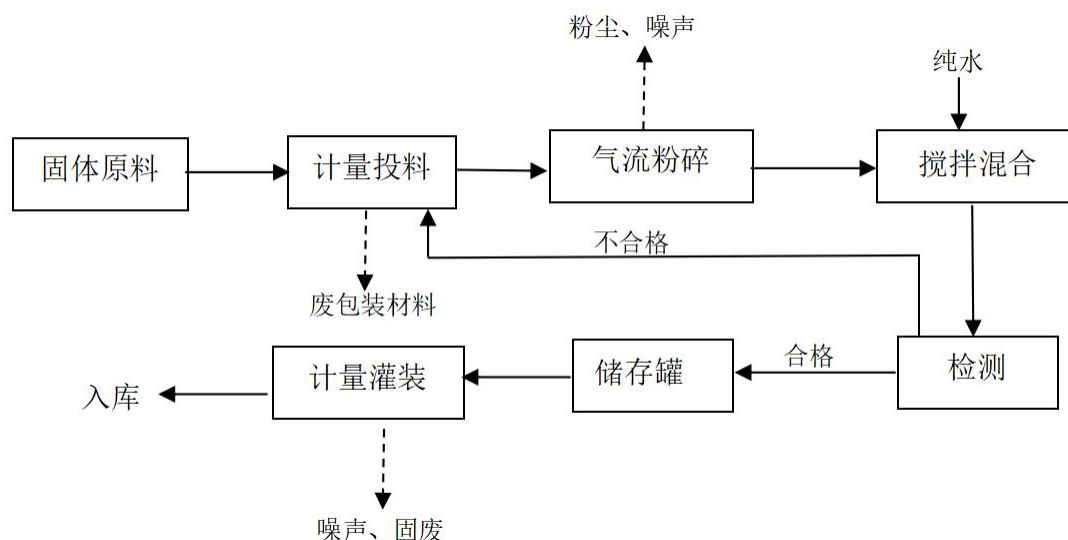 粉尘、噪声
纯水
固体原料
计量投料
气流粉碎
搅拌混合
不合格
废包装材料
入库
计量灌装
储存罐
合格
检测
噪声、固废